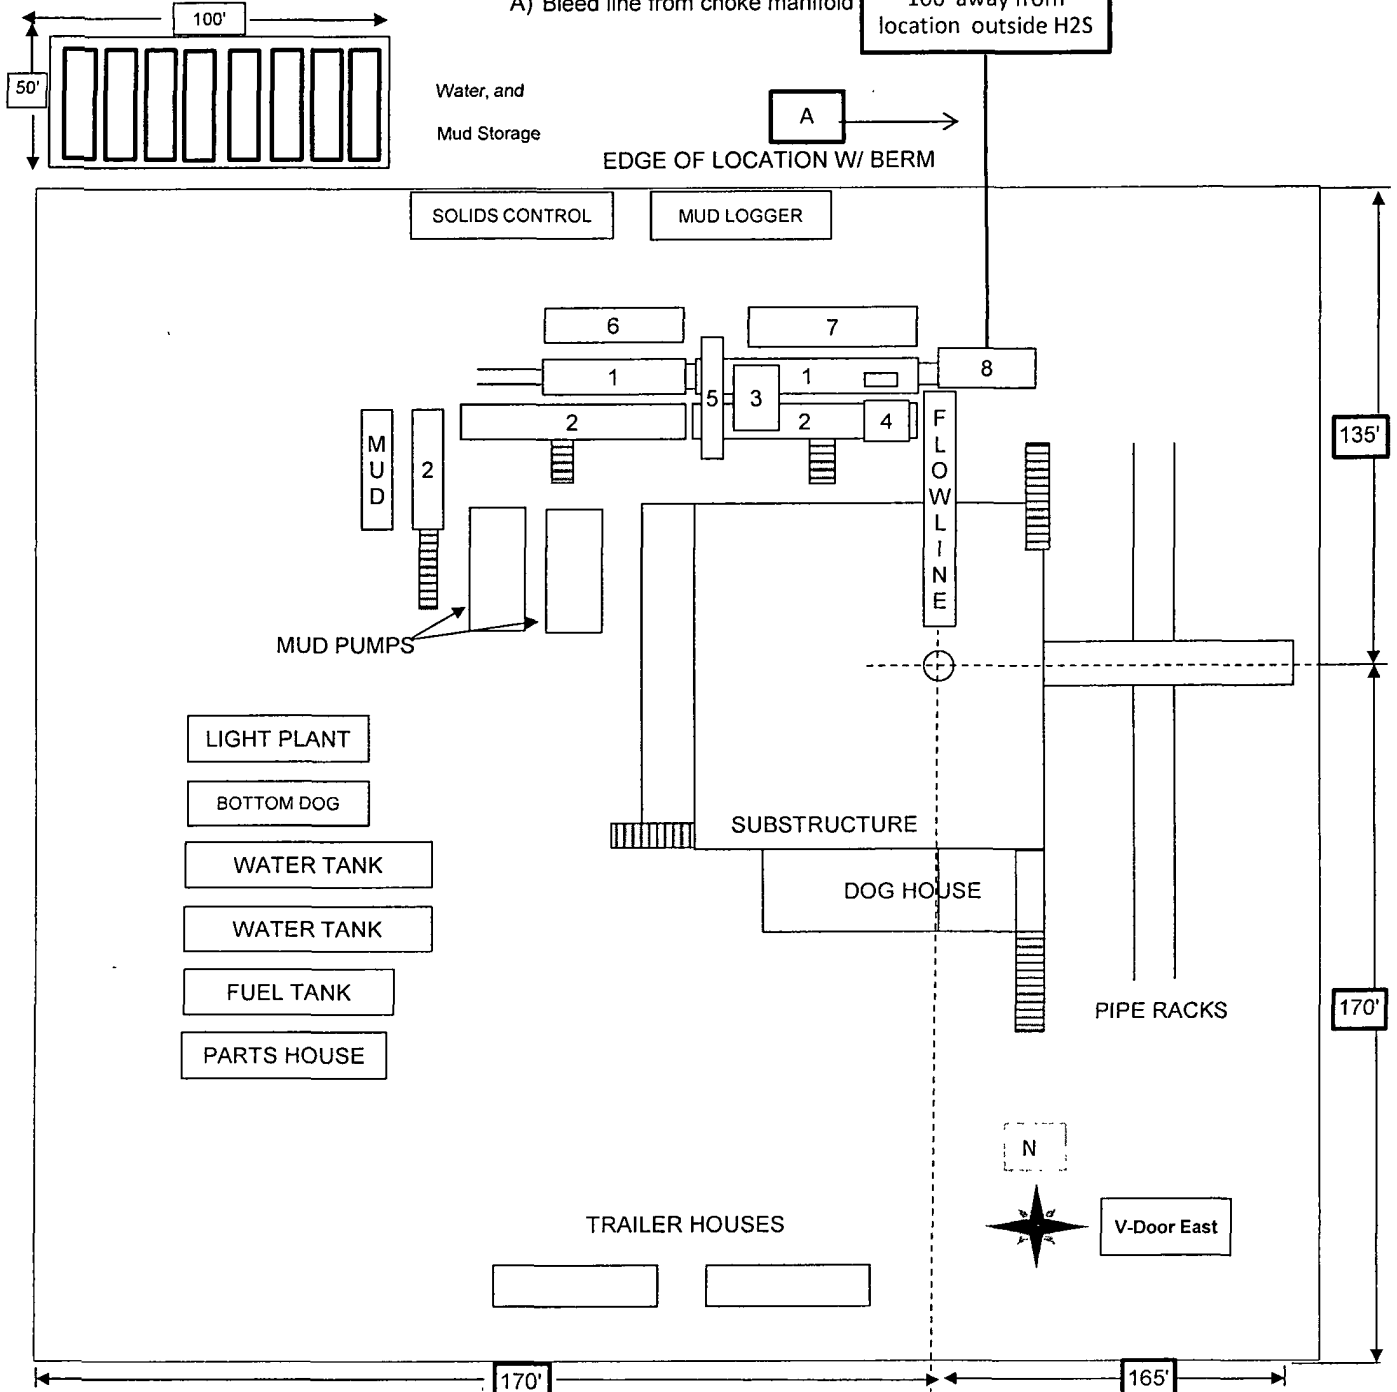 A) Bleed line from choke manifold
100' away from
location outside H2S
100'
50'
Water, and
Mud Storage
A
EDGE OF LOCATION W/ BERM
SOLIDS CONTROL
MUD LOGGER
6
7
1
1
8
5
3
2
2
4
MUD
2
FLOWLINE
135'
MUD PUMPS
LIGHT PLANT
BOTTOM DOG
WATER TANK
WATER TANK
FUEL TANK
PARTS HOUSE
SUBSTRUCTURE
DOG HOUSE
PIPE RACKS
170'
N
V-Door East
TRAILER HOUSES
170'
165'